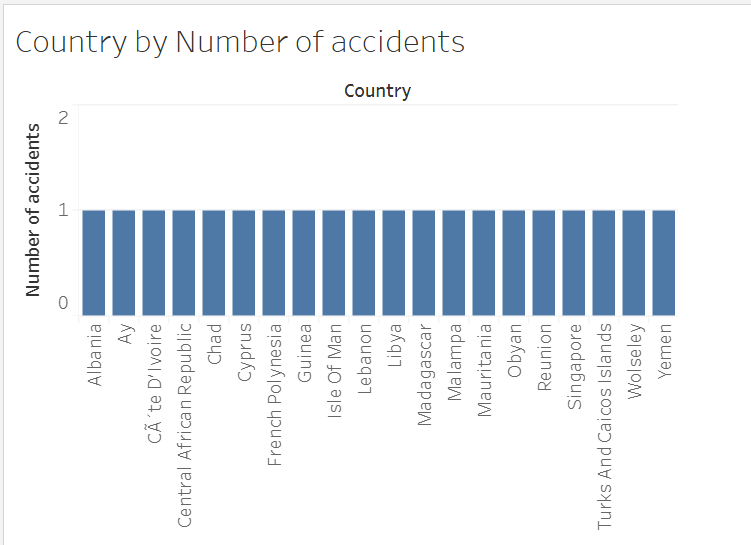 Country by Number of accidents
Country
Number of accidents
2
1
0
Albania
Ay
CÃ´te D'Ivoire
Central African Republic
Chad
Cyprus
French Polynesia
Guinea
Isle Of Man
Lebanon
Libya
Madagascar
Malampa
Mauritania
Obyan
Reunion
Singapore
Turks And Caicos Islands
Wolseley
Yemen